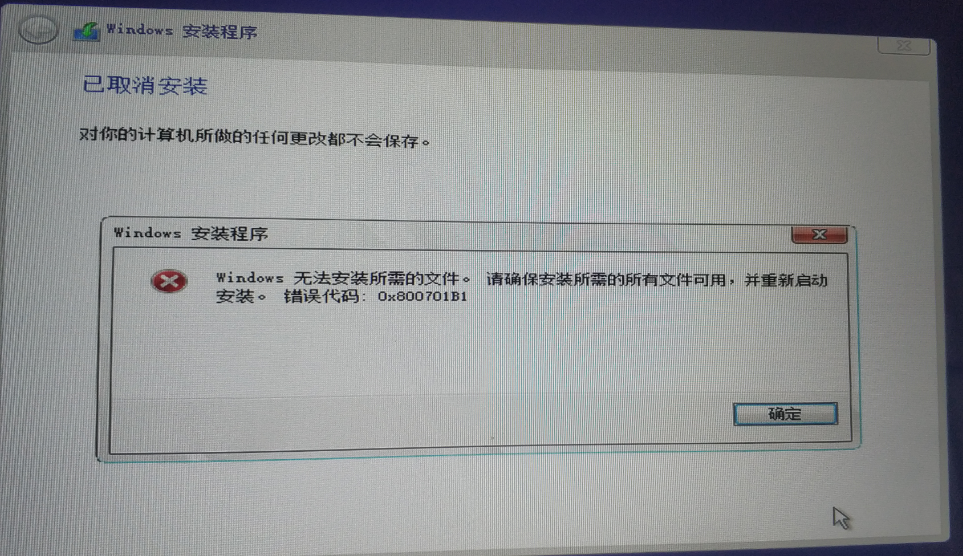 Windows 安装程序
已取消安装
对你的计算机所做的任何更改都不会保存。
Windows 安装程序
Windows 无法安装所需的文件。 请确保安装所需的所有文件可用，并重新启动
安装。 错误代码: 0x800701B1
确定